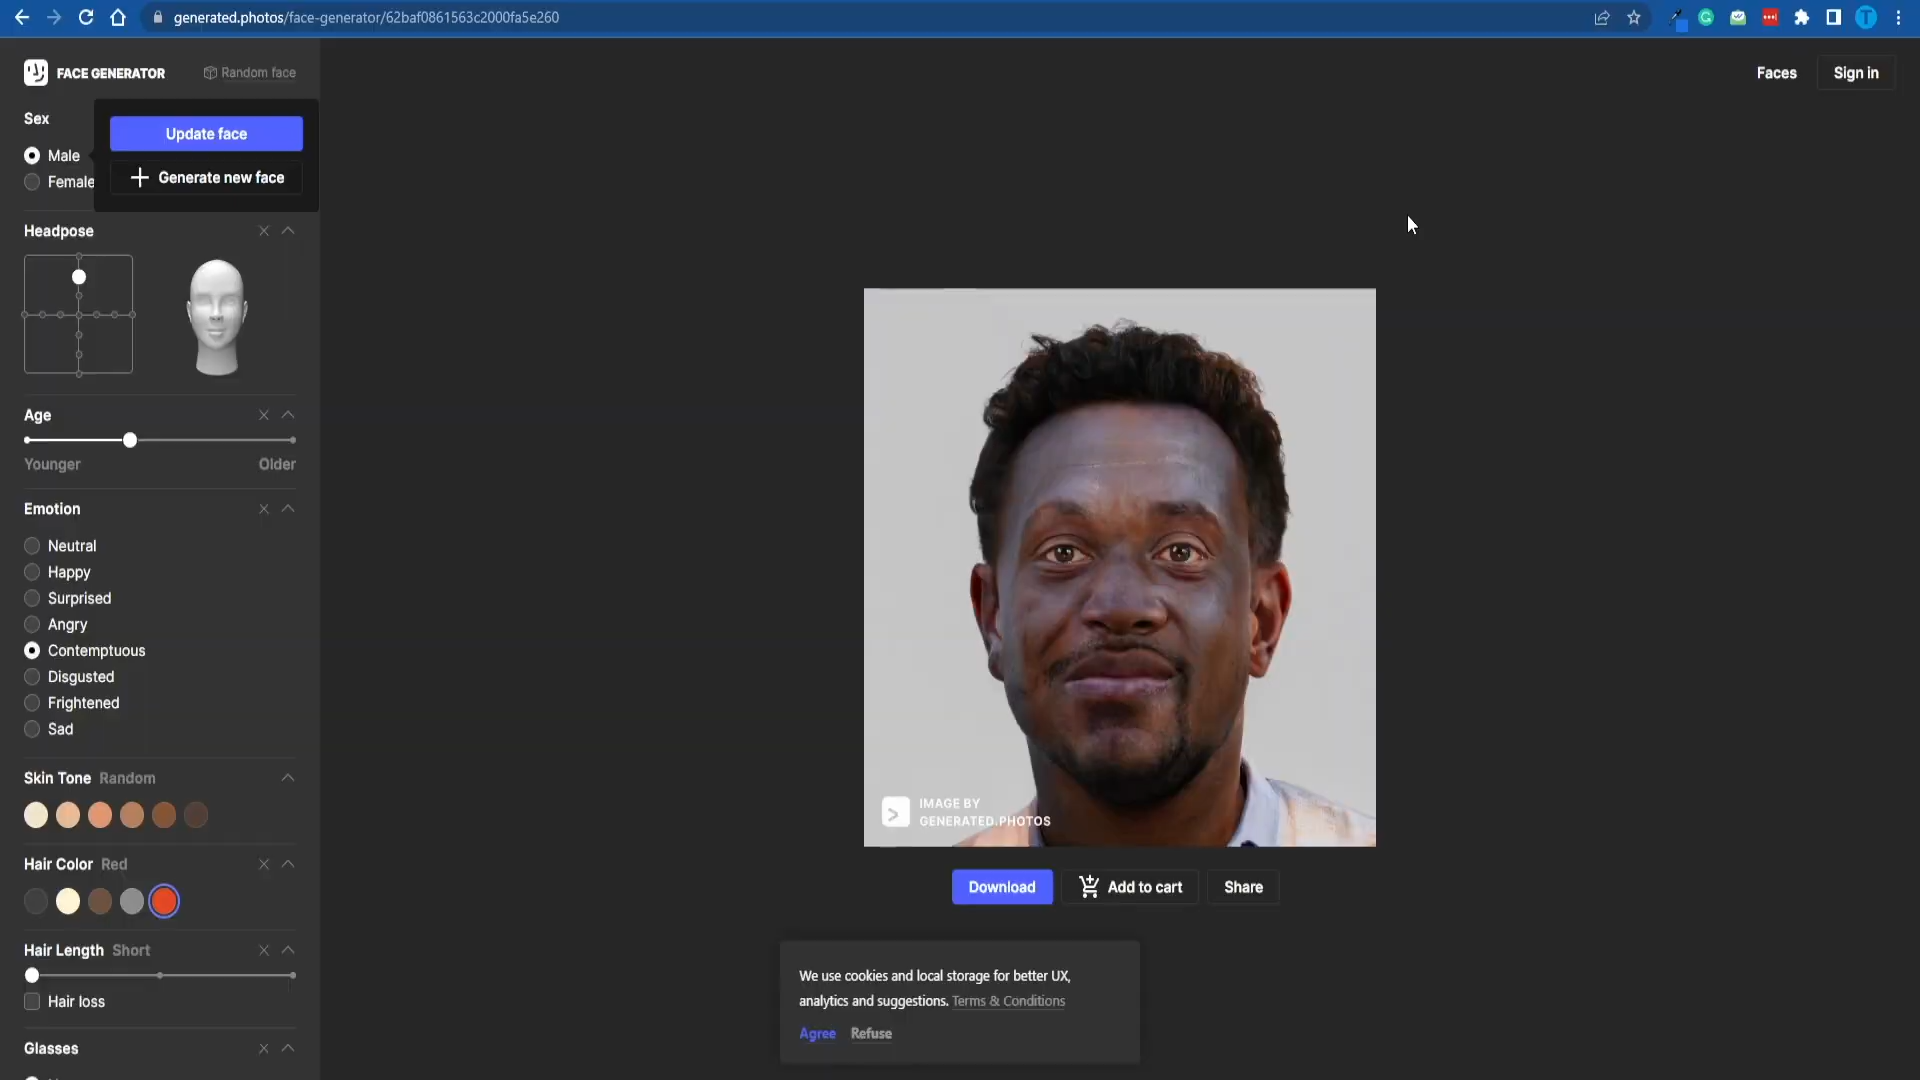 generated.photos/face-generator/62baf0861563c2000fa5e260
T
FACE GENERATOR
Random face
Faces
Sign in
Sex
Update face
Male
Generate new face
Female
Headpose
Age
Younger
Older
Emotion
Neutral
Happy
Surprised
Angry
Contemptuous
Disgusted
Frightened
Sad
Skin Tone Random
Hair Color Red
Hair Length Short
Hair loss
Glasses
IMAGE BY
GENERATED.PHOTOS
Download
Add to cart
Share
We use cookies and local storage for better UX,
analytics and suggestions. Terms & Conditions
Agree Refuse